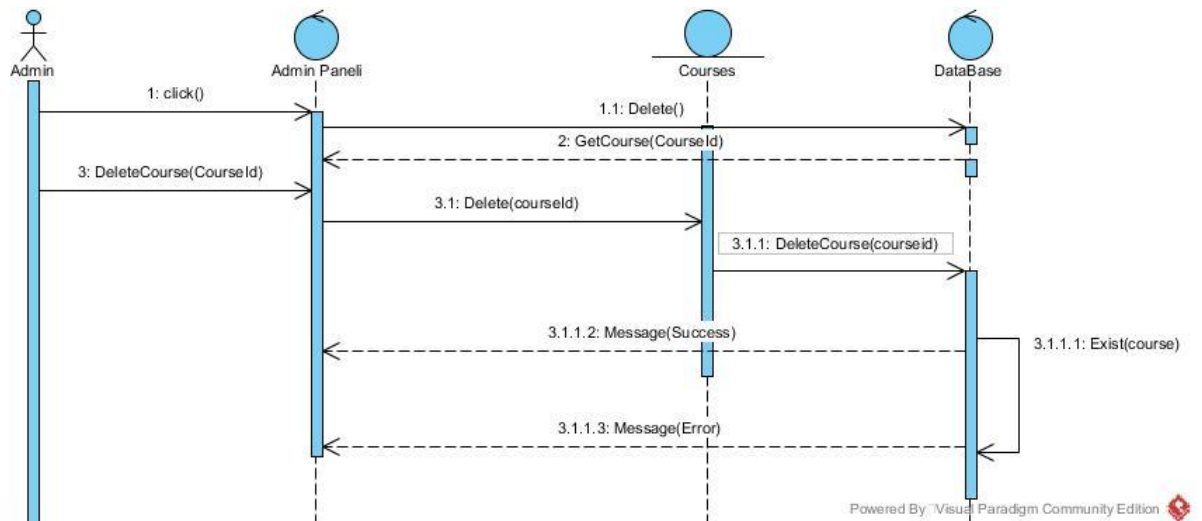 Admin
Admin Paneli
Courses
DataBase
1: click()
1.1: Delete()
2: GetCourse(CourseId)
3: DeleteCourse(CourseId)
3.1: Delete(courseId)
3.1.1: DeleteCourse(courseid)
3.1.1.2: Message(Success)
3.1.1.1: Exist(course)
3.1.1.3: Message(Error)
Powered By Visual Paradigm Community Edition